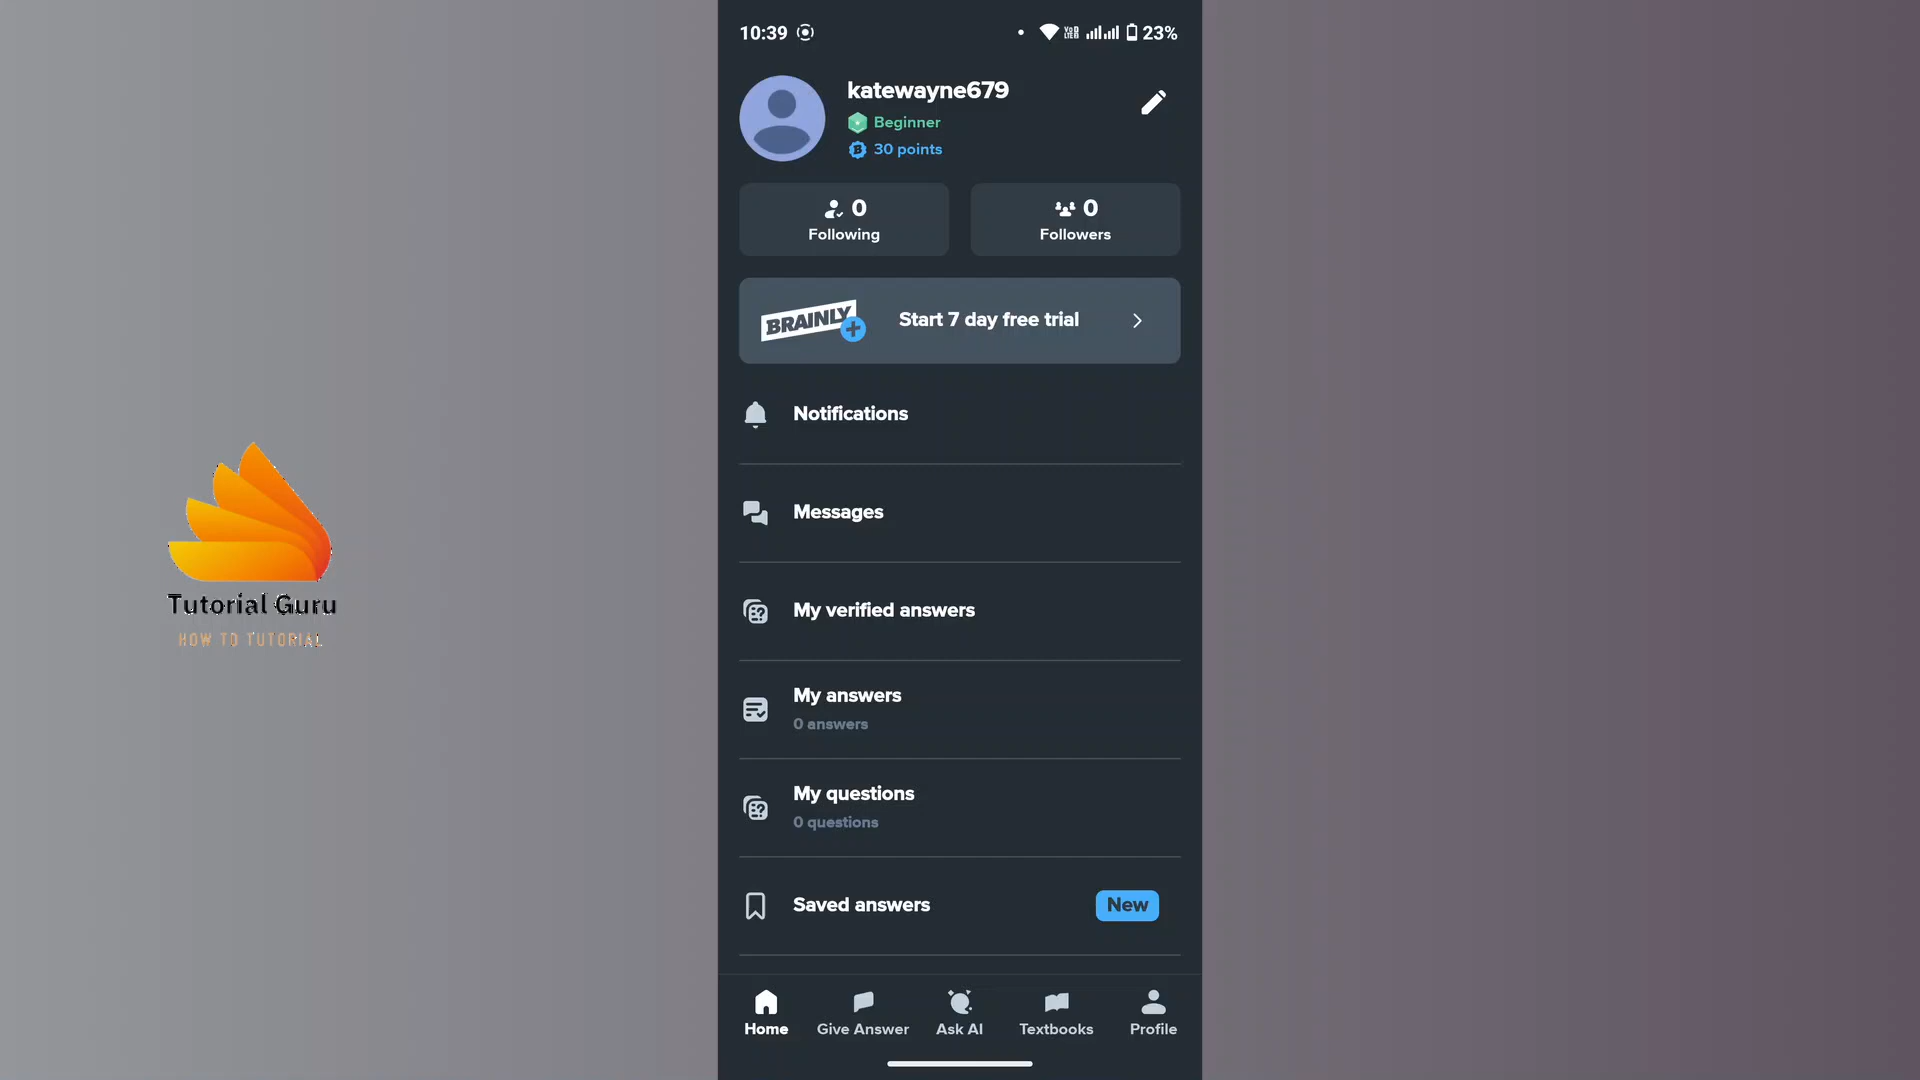 10:39
23%
katewayne679
Beginner
30 points
0
Following
0
Followers
BRAINLY+
Start 7 day free trial
Notifications
Messages
My verified answers
My answers
0 answers
My questions
0 questions
Saved answers
New
Home
Give Answer
Ask AI
Textbooks
Profile
Tutorial Guru
HOW TO TUTORIAL